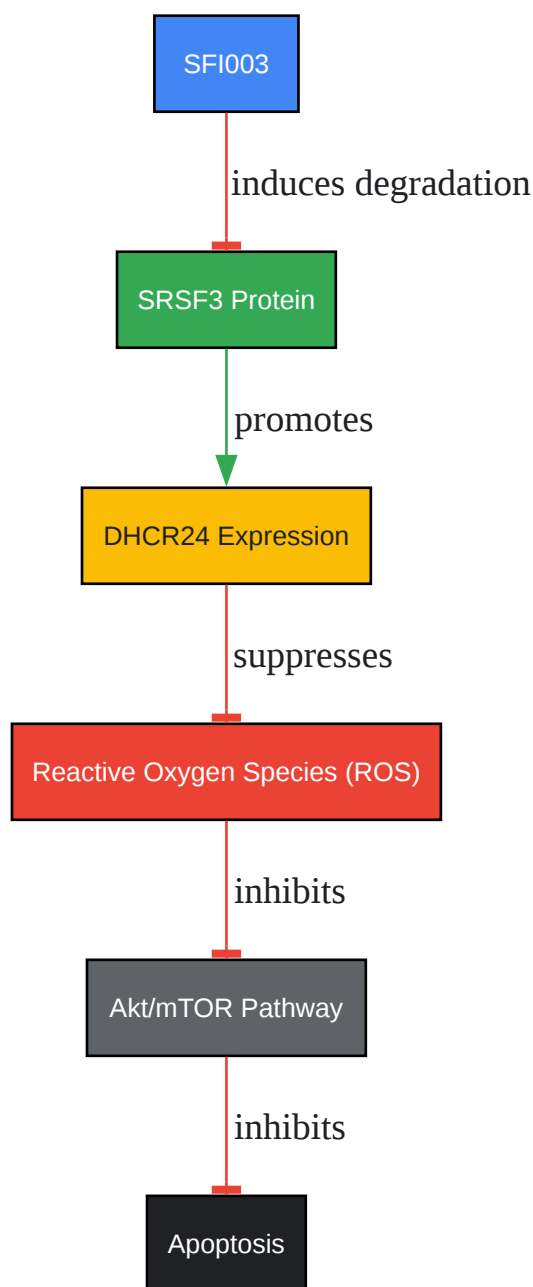 SFI003
induces degradation
SRSF3 Protein
promotes
DHCR24 Expression
suppresses
Reactive Oxygen Species (ROS)
inhibits
Akt/mTOR Pathway
inhibits
Apoptosis